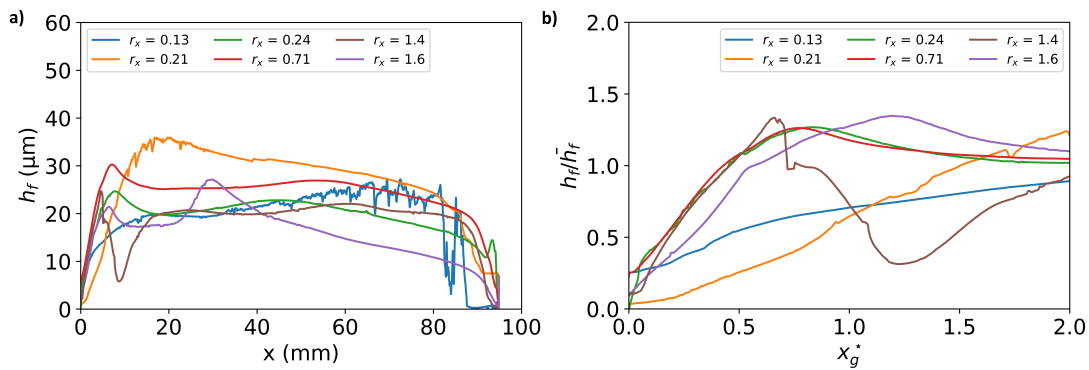 a)
60
50
40
30
20
10
0
h_f (μm)
r_x = 0.13 r_x = 0.24 r_x = 1.4
r_x = 0.21 r_x = 0.71 r_x = 1.6
0 20 40 60 80 100
x (mm)
b)
2.0
1.5
1.0
0.5
0.0
h_f/h̄_f
r_x = 0.13 r_x = 0.24 r_x = 1.4
r_x = 0.21 r_x = 0.71 r_x = 1.6
0.0 0.5 1.0 1.5 2.0
x_g^⋆